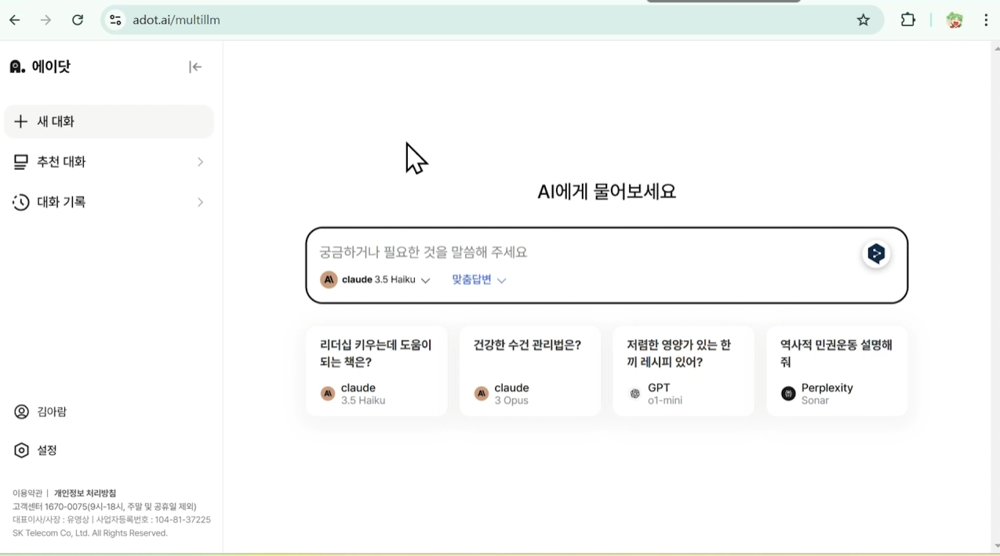 adot.ai/multillm
에이닷
새 대화
추천 대화
대화 기록
김아람
설정
이용약관 | 개인정보 처리방침
고객센터 1670-0075(9시-18시, 주말 및 공휴일 제외)
대표이사/사장 : 유영상 | 사업자등록번호 : 104-81-37225
SK Telecom Co, Ltd. All Rights Reserved.
AI에게 물어보세요
궁금하거나 필요한 것을 말씀해 주세요
claude 3.5 Haiku
맞춤답변
리더십 키우는데 도움이
되는 책은?
claude
3.5 Haiku
건강한 수건 관리법은?
claude
3 Opus
저렴한 영양가 있는 한
끼 레시피 있어?
GPT
o1-mini
역사적 민권운동 설명해
줘
Perplexity
Sonar